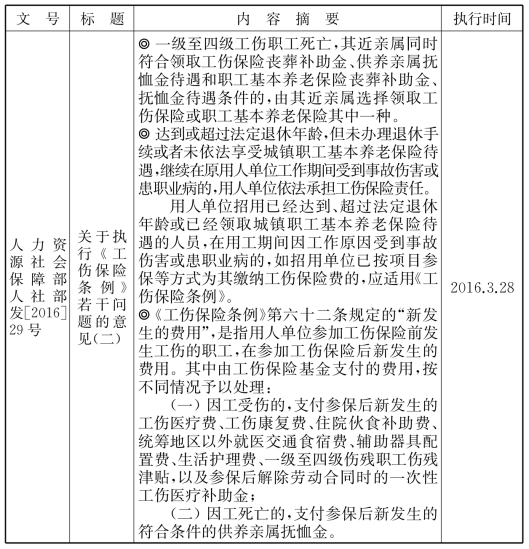 文 号 标 题 内 容 摘 要 执行时间
人力资源社会保障部人社部发[2016]29号
关于执行《工伤保险条例》若干问题的意见(二)
◎ 一级至四级工伤职工死亡,其近亲属同时
符合领取工伤保险丧葬补助金、供养亲属抚
恤金待遇和职工基本养老保险丧葬补助金、
抚恤金待遇条件的,由其近亲属选择领取工
伤保险或职工基本养老保险其中一种。
◎ 达到或超过法定退休年龄,但未办理退休手
续或者未依法享受城镇职工基本养老保险待
遇,继续在原用人单位工作期间受到事故伤害或
患职业病的,用人单位依法承担工伤保险责任。
用人单位招用已经达到、超过法定退休
年龄或已经领取城镇职工基本养老保险待
遇的人员,在用工期间因工作原因受到事故
伤害或患职业病的,如招用单位已按项目参
保等方式为其缴纳工伤保险费的,应适用《工
伤保险条例》。
◎《工伤保险条例》第六十二条规定的“新发
生的费用”,是指用人单位参加工伤保险前发
生工伤的职工,在参加工伤保险后新发生的
费用。其中由工伤保险基金支付的费用,按
不同情况予以处理:
(一)因工受伤的,支付参保后新发生的
工伤医疗费、工伤康复费、住院伙食补助费、
统筹地区以外就医交通食宿费、辅助器具配
置费、生活护理费、一级至四级伤残职工伤残
津贴,以及参保后解除劳动合同时的一次性
工伤医疗补助金;
(二)因工死亡的,支付参保后新发生的
符合条件的供养亲属抚恤金。
2016.3.28